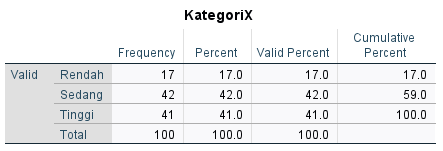 KategoriX
Frequency Percent Valid Percent Cumulative Percent
Valid Rendah 17 17.0 17.0 17.0
Sedang 42 42.0 42.0 59.0
Tinggi 41 41.0 41.0 100.0
Total 100 100.0 100.0